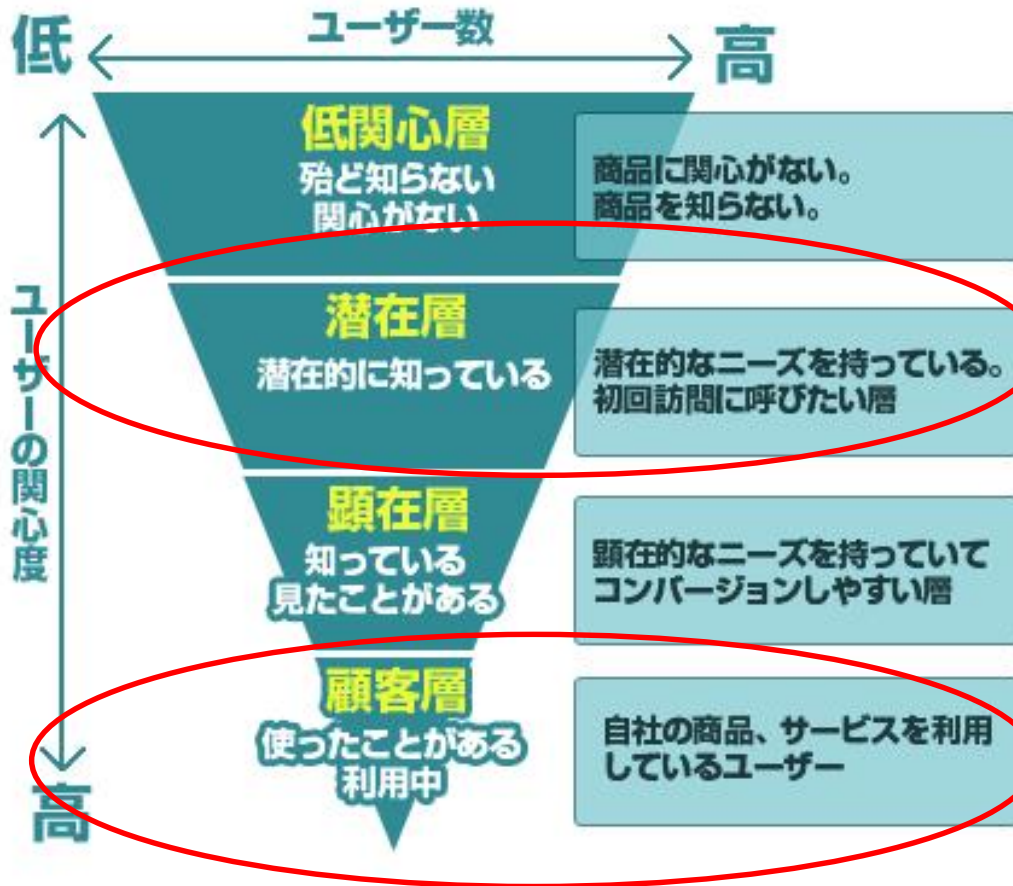 ユーザー数
低
高
低関心層
殆ど知らない
関心がない
商品に関心がない。
商品を知らない。
潜在層
潜在的に知っている
潜在的なニーズを持っている。
初回訪問に呼びたい層
ユーザーの関心度
顕在層
知っている
見たことがある
顕在的なニーズを持っていて
コンバージョンしやすい層
顧客層
使ったことがある
利用中
自社の商品、サービスを利用
しているユーザー
高